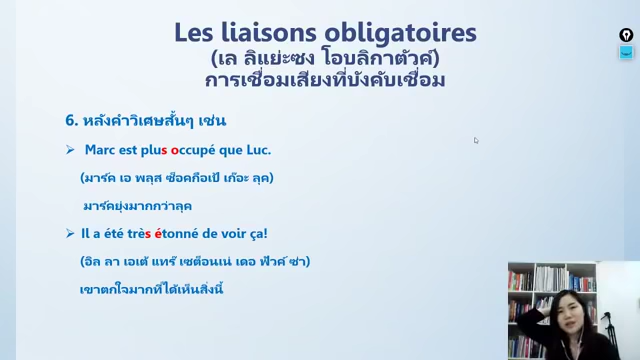 Les liaisons obligatoires
(เล ลิแย่ะซง โอบลิกาตัวค์)
การเชื่อมเสียงที่บังคับเชื่อม
6. หลังคำวิเศษสั้นๆ เช่น
Marc est plus occupé que Luc.
(มาร์ค เอ พลุส ซ็อคกือเป้ เก๊อะ ลุค)
มาร์คยุ่งมากกว่าลุค
Il a été très étonné de voir ça!
(อิล ลา เอเต้ แทร๊ เซต็อนเน่ เดอ ฟัวค์ ซา)
เขาตกใจมากที่ได้เห็นสิ่งนี้